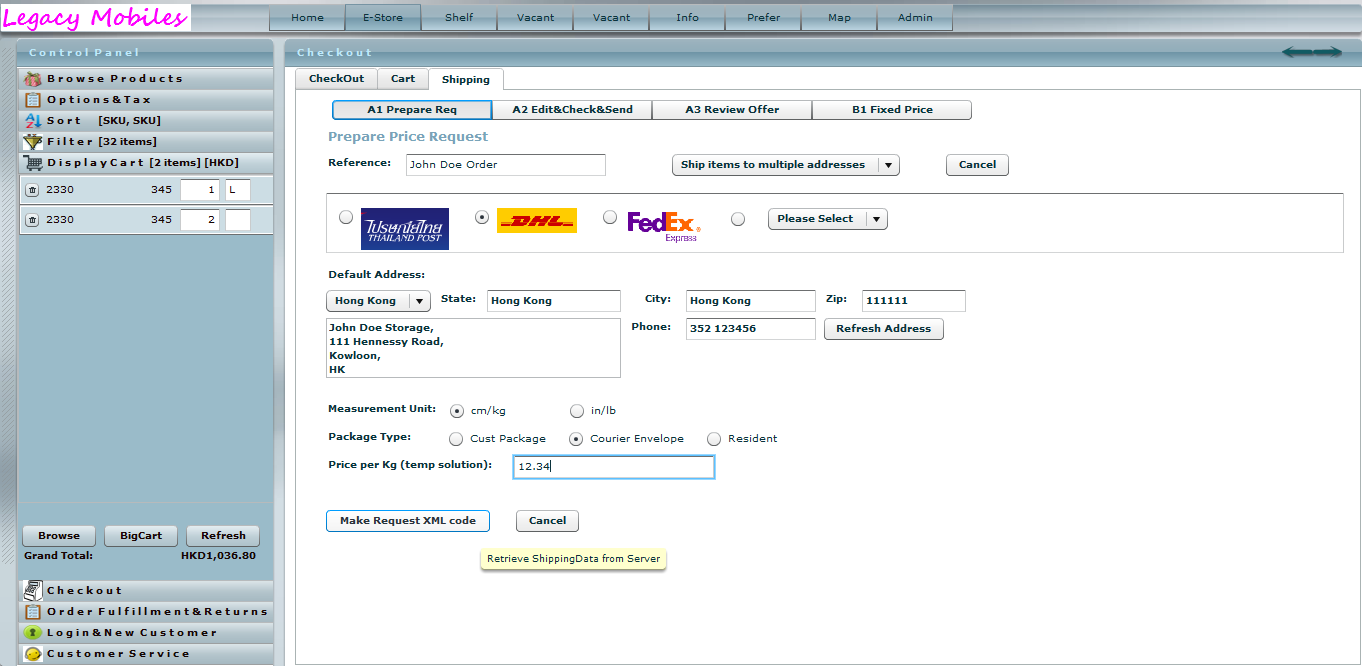 Legacy Mobiles
Home E-Store Shelf Vacant Vacant Info Prefer Map Admin
Control Panel
Browse Products
Options&Tax
Sort [SKU, SKU]
Filter [32 items]
DisplayCart [2 items] [HKD]
2330 345 1 L
2330 345 2
Browse BigCart Refresh
Grand Total: HKD1,036.80
Checkout
Order Fulfillment&Returns
Login&New Customer
Customer Service
Checkout
CheckOut Cart Shipping
A1 Prepare Req A2 Edit&Check&Send A3 Review Offer B1 Fixed Price
Prepare Price Request
Reference: John Doe Order Ship items to multiple addresses Cancel
ไปรษณีย์ไทย
THAILAND POST
DHL
FedEx
Express
Please Select
Default Address:
Hong Kong State: Hong Kong City: Hong Kong Zip: 111111
John Doe Storage,
111 Hennessy Road,
Kowloon,
HK
Phone: 352 123456 Refresh Address
Measurement Unit: cm/kg in/lb
Package Type: Cust Package Courier Envelope Resident
Price per Kg (temp solution): 12.34
Make Request XML code Cancel
Retrieve ShippingData from Server